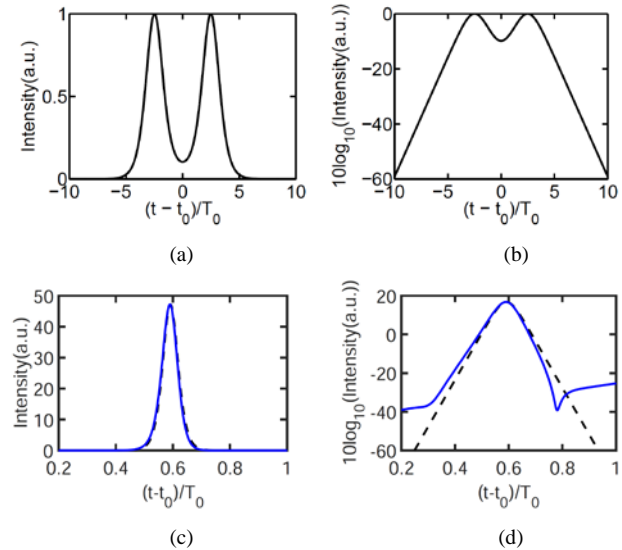 1
0.5
0
Intensity(a.u.)
−10 −5 0 5 10
(t − t0)/T0
(a)
0
−20
−40
−60
10log10(Intensity(a.u.))
−10 −5 0 5 10
(t − t0)/T0
(b)
50
40
30
20
10
0
Intensity(a.u.)
0.2 0.4 0.6 0.8 1
(t-t0)/T0
(c)
20
0
-20
-40
-60
10log10(Intensity(a.u.))
0.2 0.4 0.6 0.8 1
(t-t0)/T0
(d)